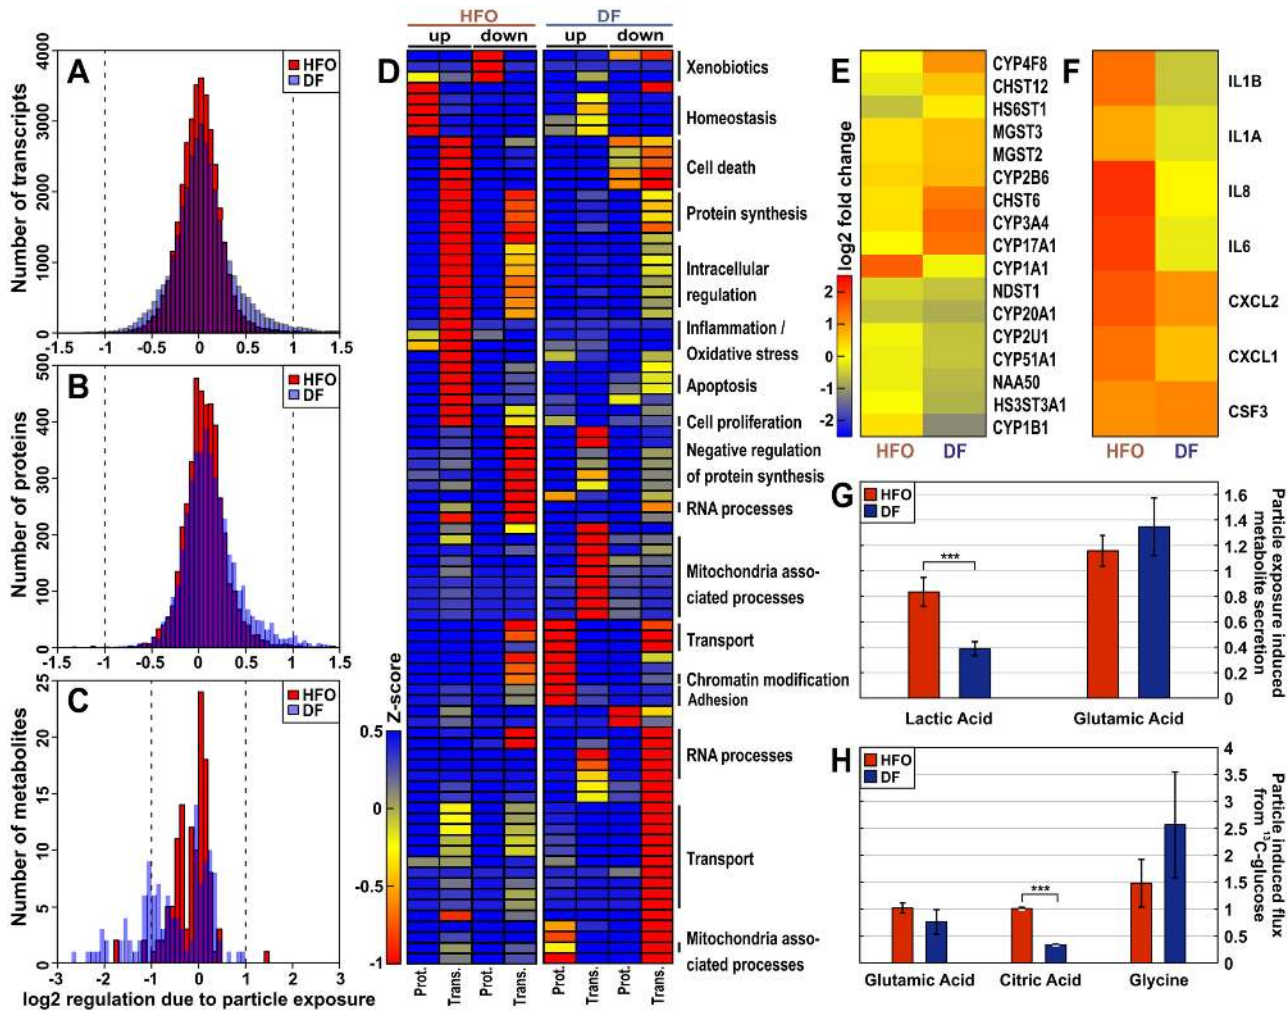 A
HFO
DF
Number of transcripts
4000
3000
2000
1000
0
-1.5
-1
-0.5
0
0.5
1
1.5
B
HFO
DF
Number of proteins
500
400
300
200
100
0
-1.5
-1
-0.5
0
0.5
1
1.5
C
HFO
DF
Number of metabolites
25
20
15
10
5
0
-3
-2
-1
0
1
2
3
log2 regulation due to particle exposure
D
HFO
DF
up
down
up
down
Xenobiotics
Homeostasis
Cell death
Protein synthesis
Intracellular
regulation
Inflammation /
Oxidative stress
Apoptosis
Cell proliferation
Negative regulation
of protein synthesis
RNA processes
Mitochondria asso-
ciated processes
Transport
Chromatin modification
Adhesion
RNA processes
Transport
Mitochondria asso-
ciated processes
Z-score
0.5
0
-0.5
-1
Prot.
Trans.
Prot.
Trans.
Prot.
Trans.
Prot.
Trans.
E
log2 fold change
2
1
0
-1
-2
CYP4F8
CHST12
HS6ST1
MGST3
MGST2
CYP2B6
CHST6
CYP3A4
CYP17A1
CYP1A1
NDST1
CYP20A1
CYP2U1
CYP51A1
NAA50
HS3ST3A1
CYP1B1
HFO
DF
F
IL1B
IL1A
IL8
IL6
CXCL2
CXCL1
CSF3
HFO
DF
G
HFO
DF
***
1.6
1.4
1.2
1
0.8
0.6
0.4
0.2
0
Particle exposure induced
metabolite secretion
Lactic Acid
Glutamic Acid
H
HFO
DF
***
4
3.5
3
2.5
2
1.5
1
0.5
0
Particle induced flux
from 13C-glucose
Glutamic Acid
Citric Acid
Glycine